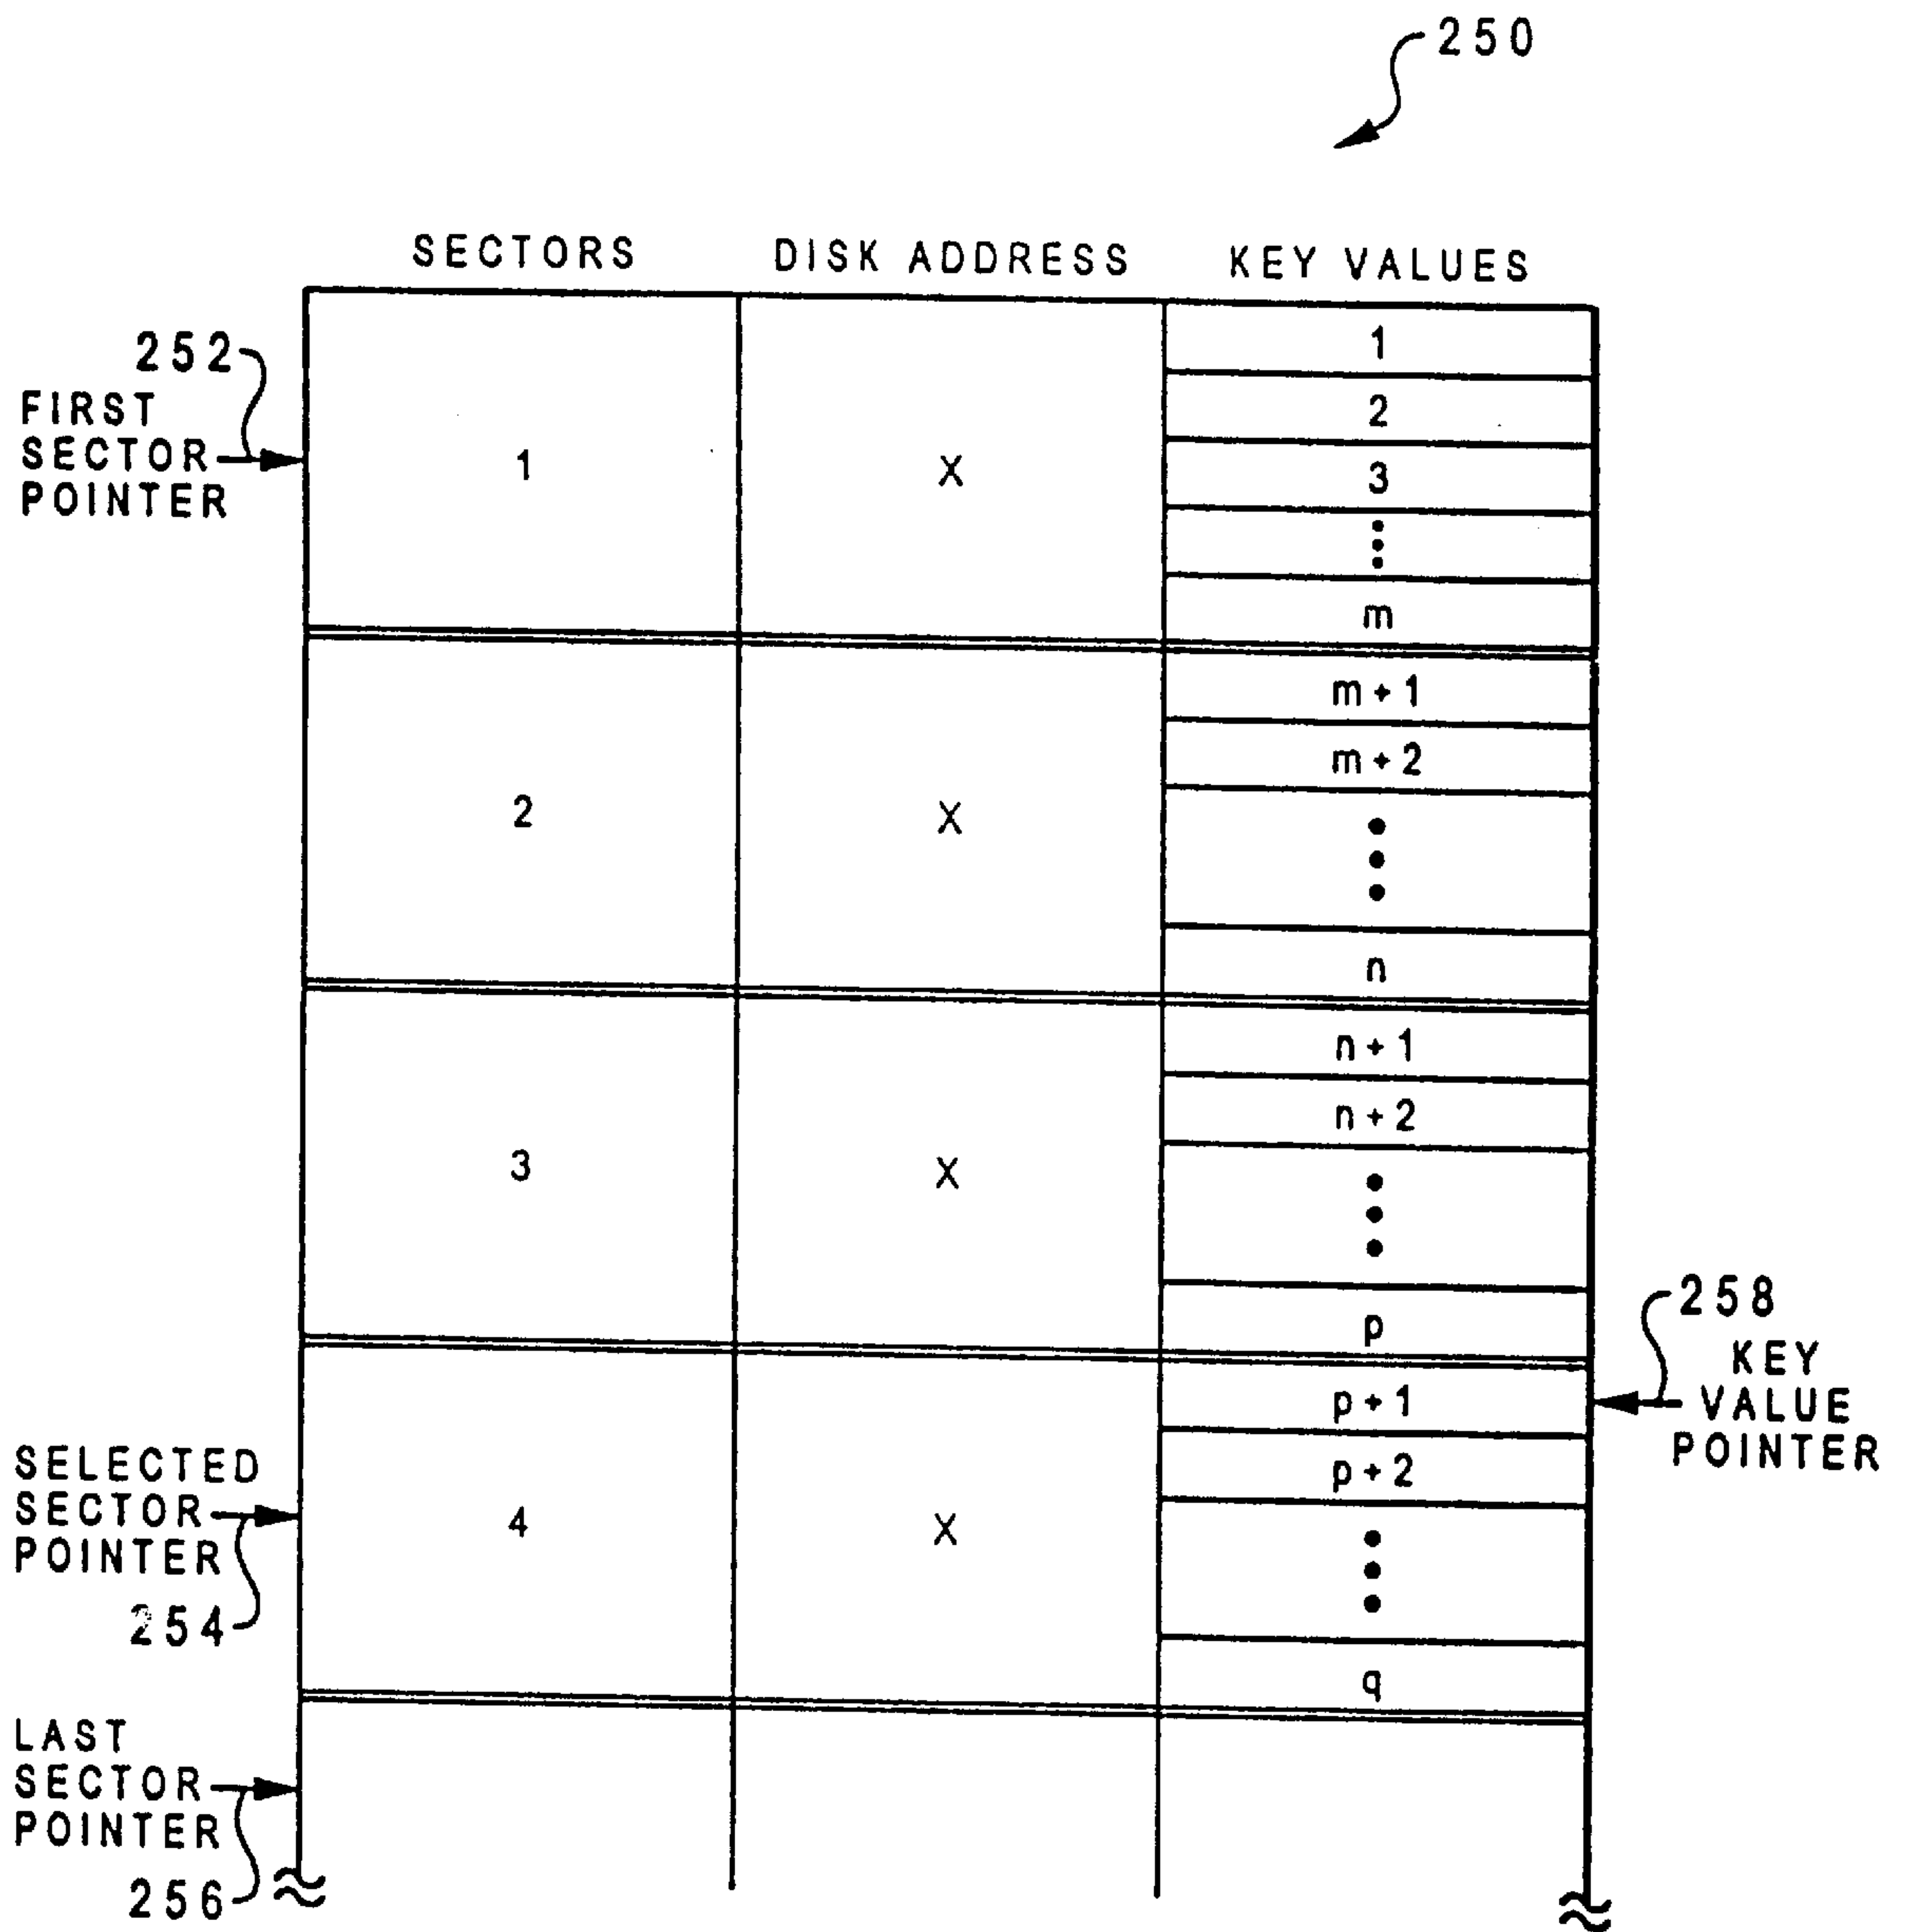 250
SECTORS DISK ADDRESS KEY VALUES
252
FIRST
SECTOR
POINTER
1 X
1
2
3
m
2 X
m+1
m+2
n
3 X
n+1
n+2
p
258
KEY
VALUE
POINTER
SELECTED
SECTOR
POINTER
254
4 X
p+1
p+2
q
LAST
SECTOR
POINTER
256